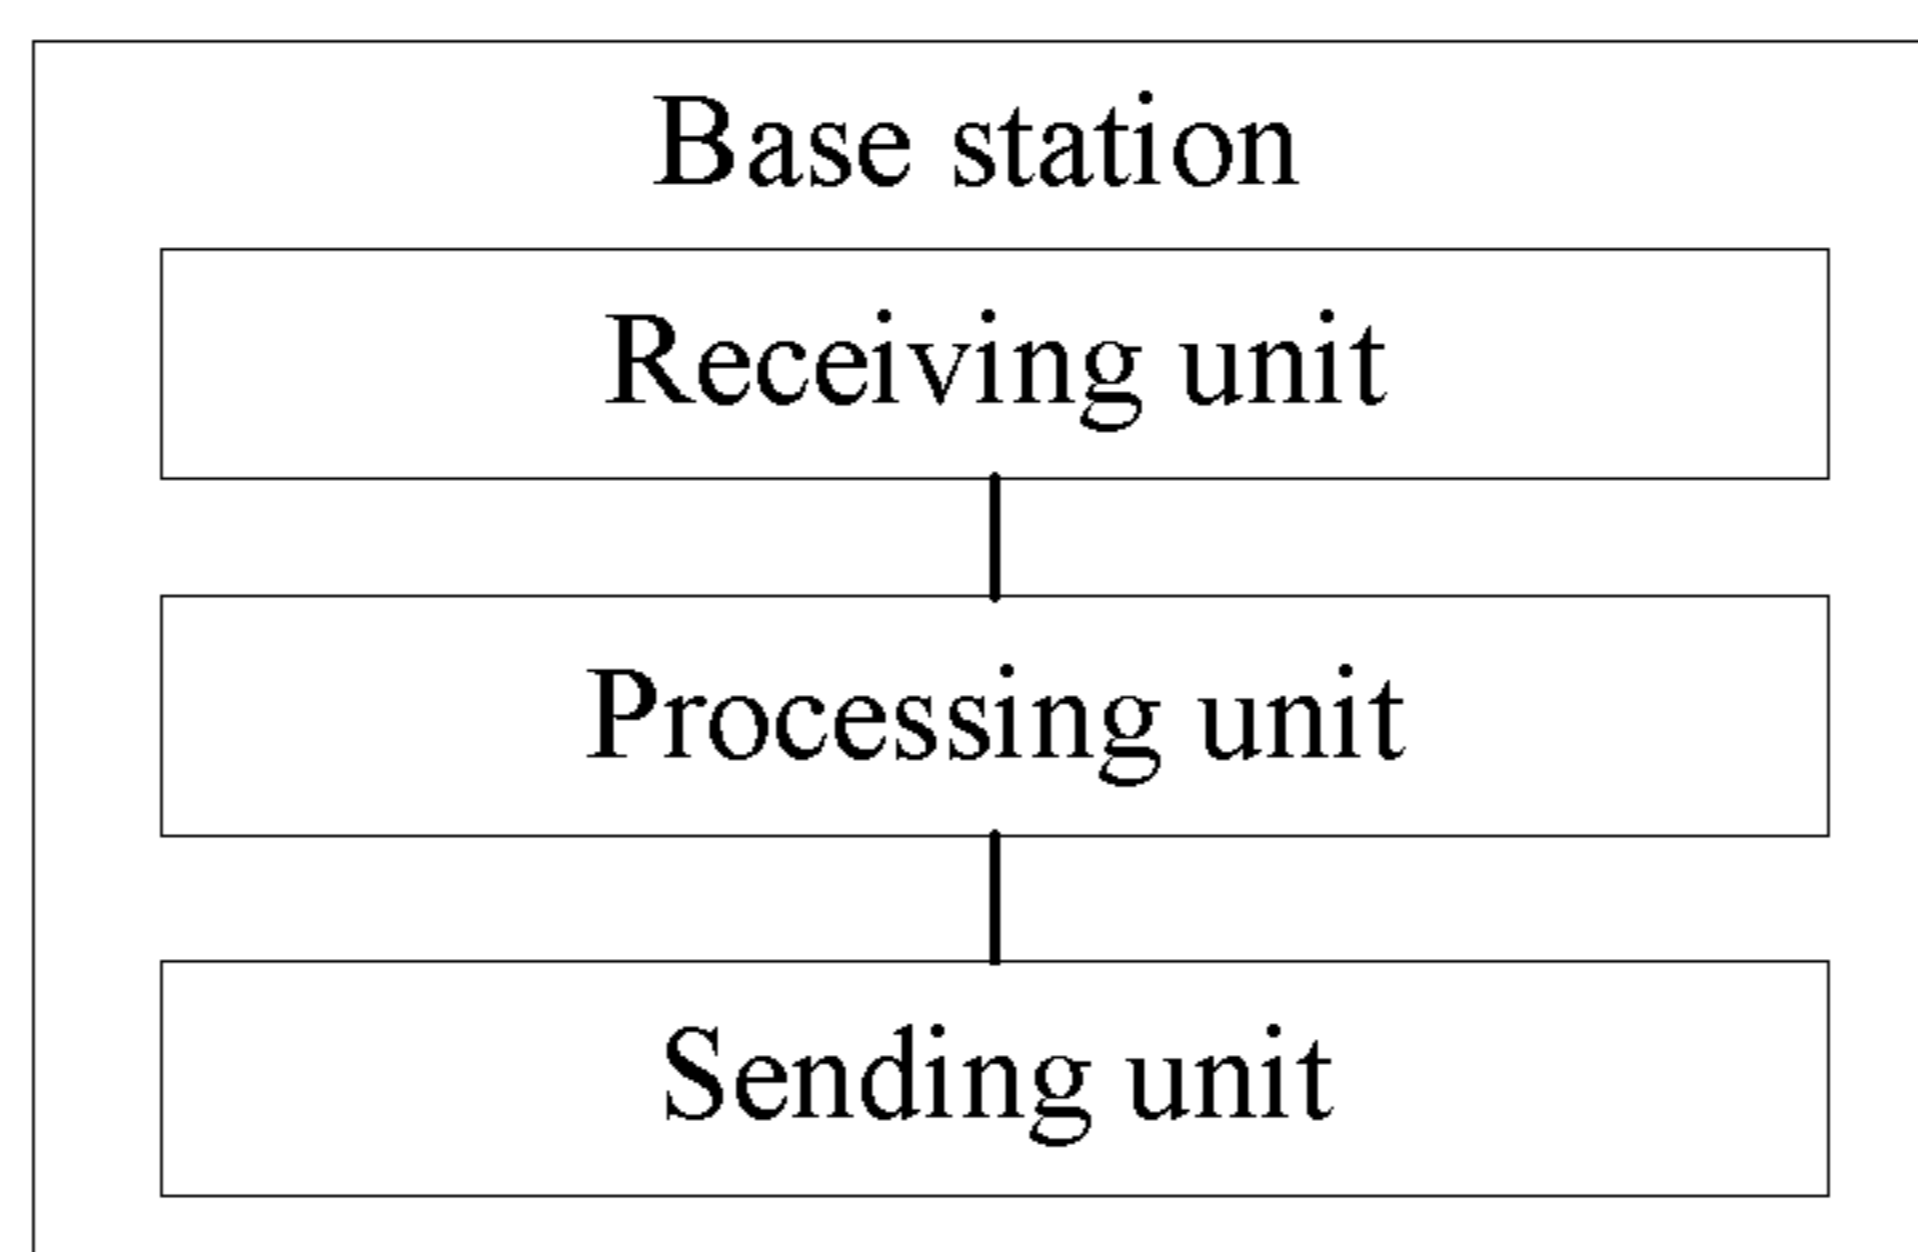 Base station
Receiving unit
Processing unit
Sending unit